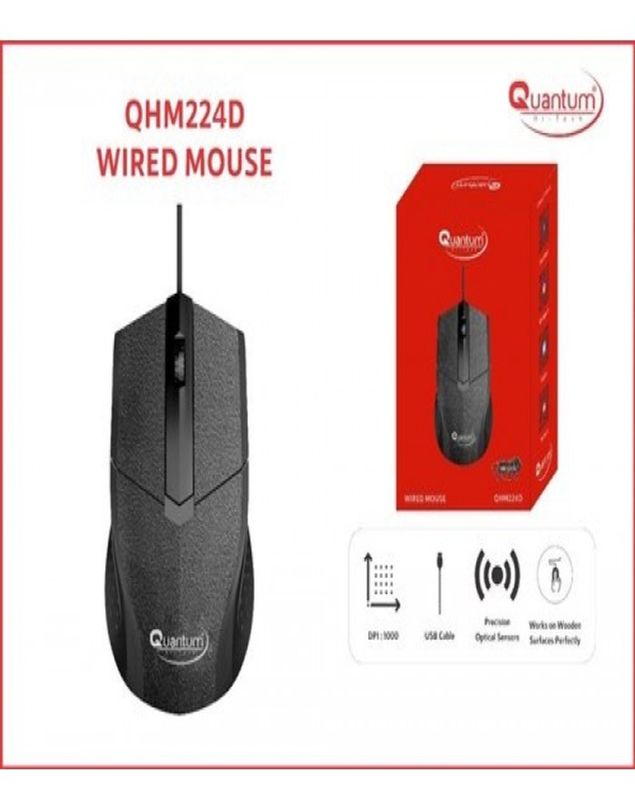 QHM224D
WIRED MOUSE
Quantum
Hi-Tech
Quantum
WIRED MOUSE
QHM224D
Quantum
Quantum
DPI : 1000
USB Cable
Precision
Optical Sensors
Works on Wooden
Surfaces Perfectly